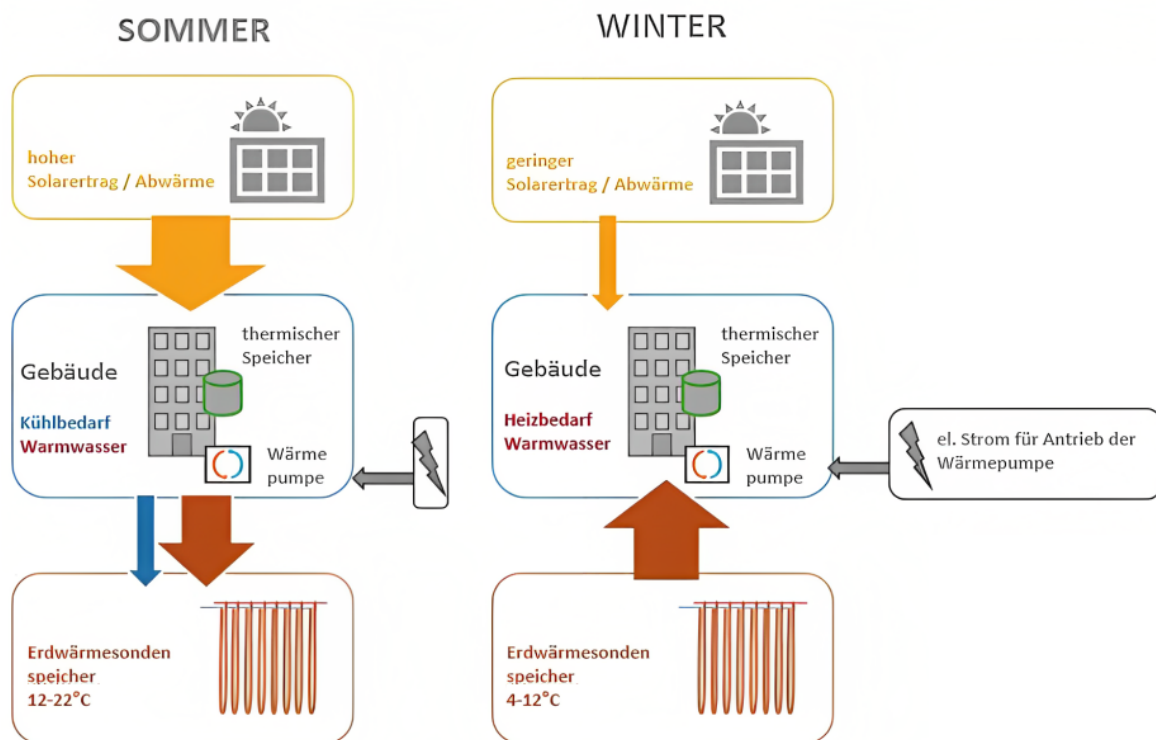 SOMMER
hoher
Solarertrag / Abwärme
thermischer
Speicher
Gebäude
Kühlbedarf
Warmwasser
Wärme
pumpe
Erdwärmesonden
speicher
12-22°C
WINTER
geringer
Solarertrag / Abwärme
thermischer
Speicher
Gebäude
Heizbedarf
Warmwasser
Wärme
pumpe
el. Strom für Antrieb der
Wärmepumpe
Erdwärmesonden
speicher
4-12°C